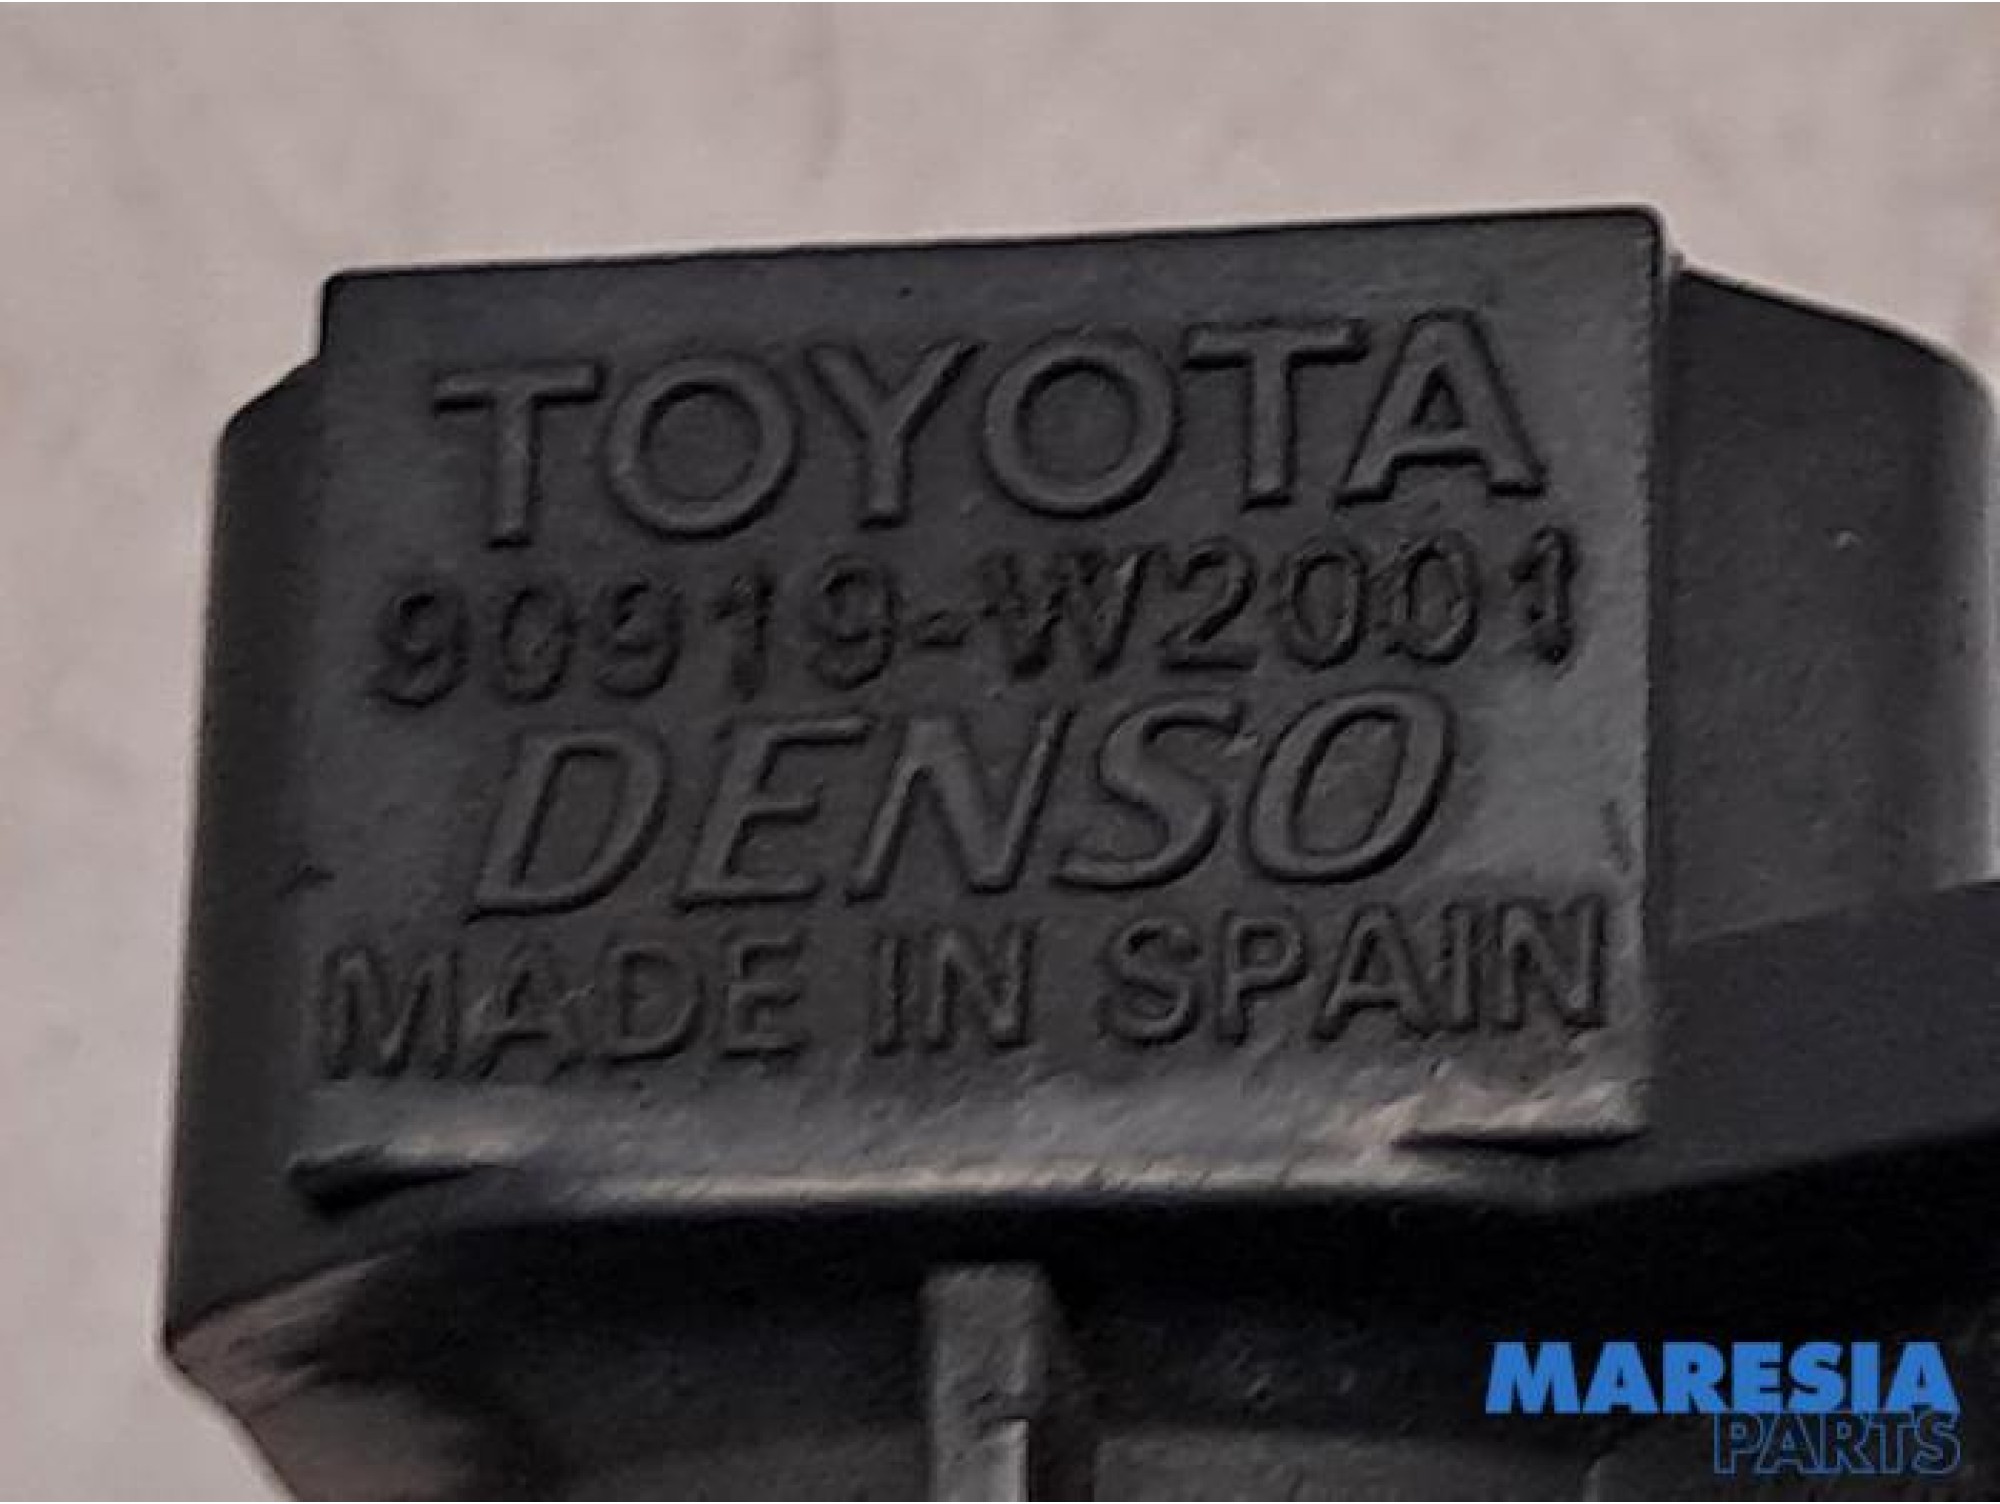 TOYOTA
90919-W2001
DENSO
MADE IN SPAIN
MARESIA
PARTS